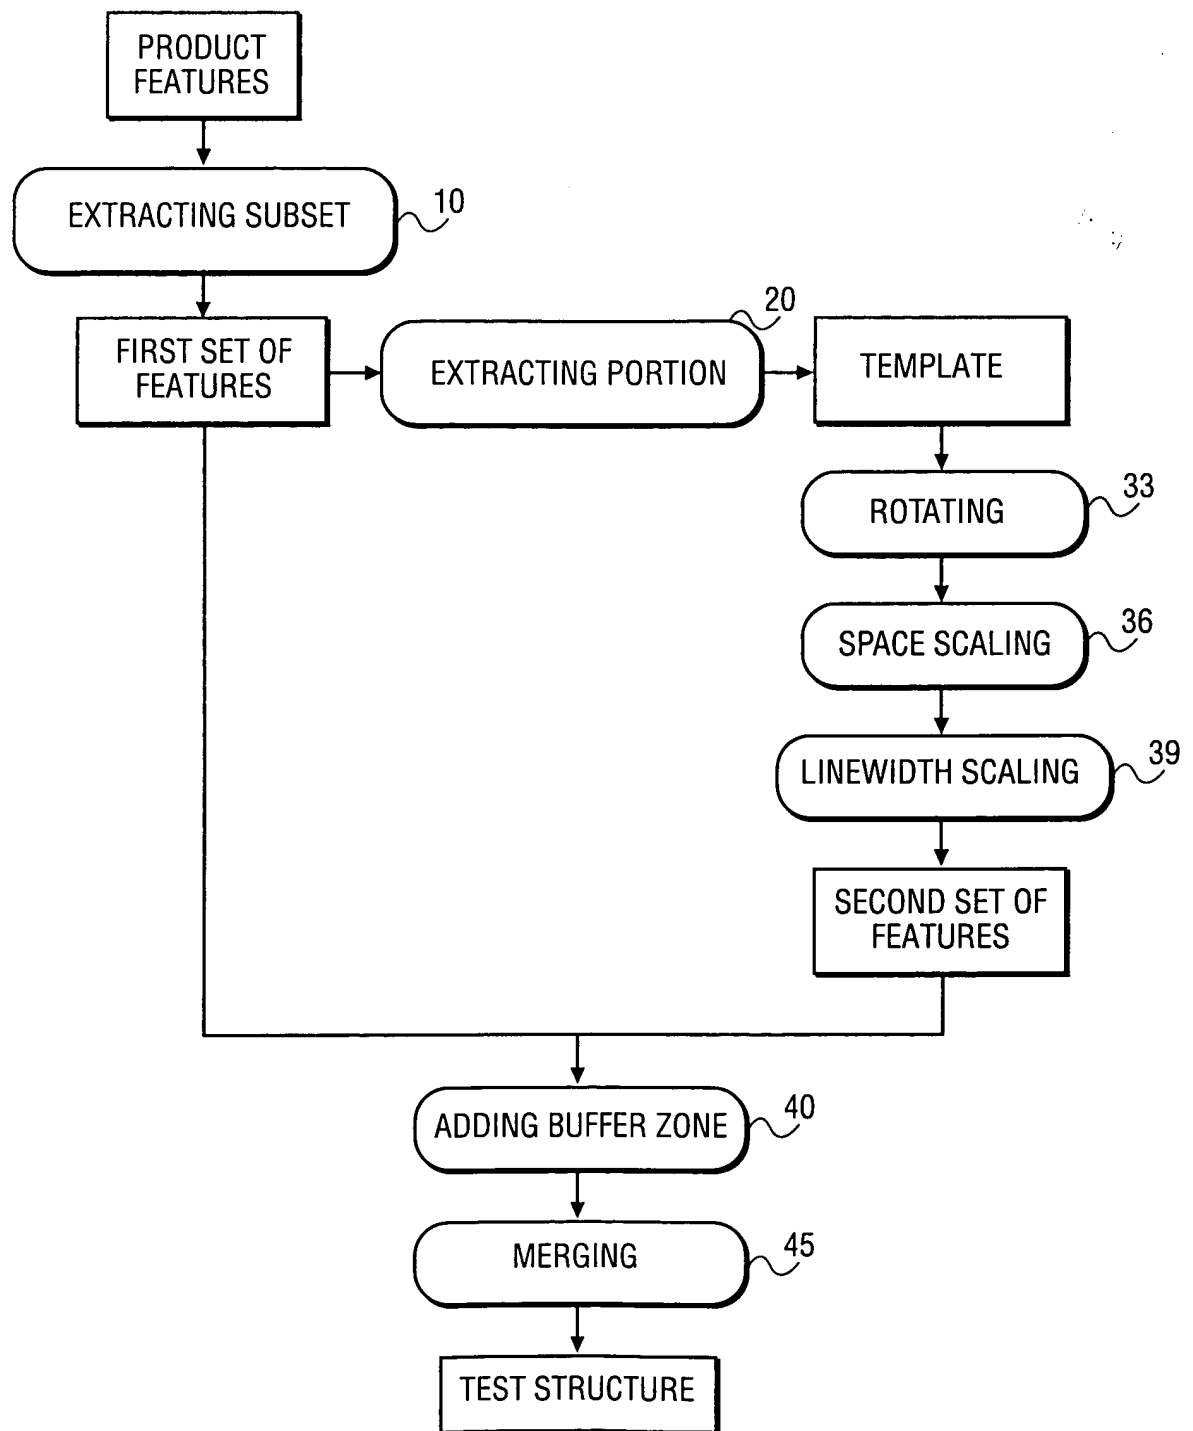 PRODUCT
FEATURES
EXTRACTING SUBSET
10
FIRST SET OF
FEATURES
20
EXTRACTING PORTION
TEMPLATE
ROTATING
33
SPACE SCALING
36
LINEWIDTH SCALING
39
SECOND SET OF
FEATURES
ADDING BUFFER ZONE
40
MERGING
45
TEST STRUCTURE